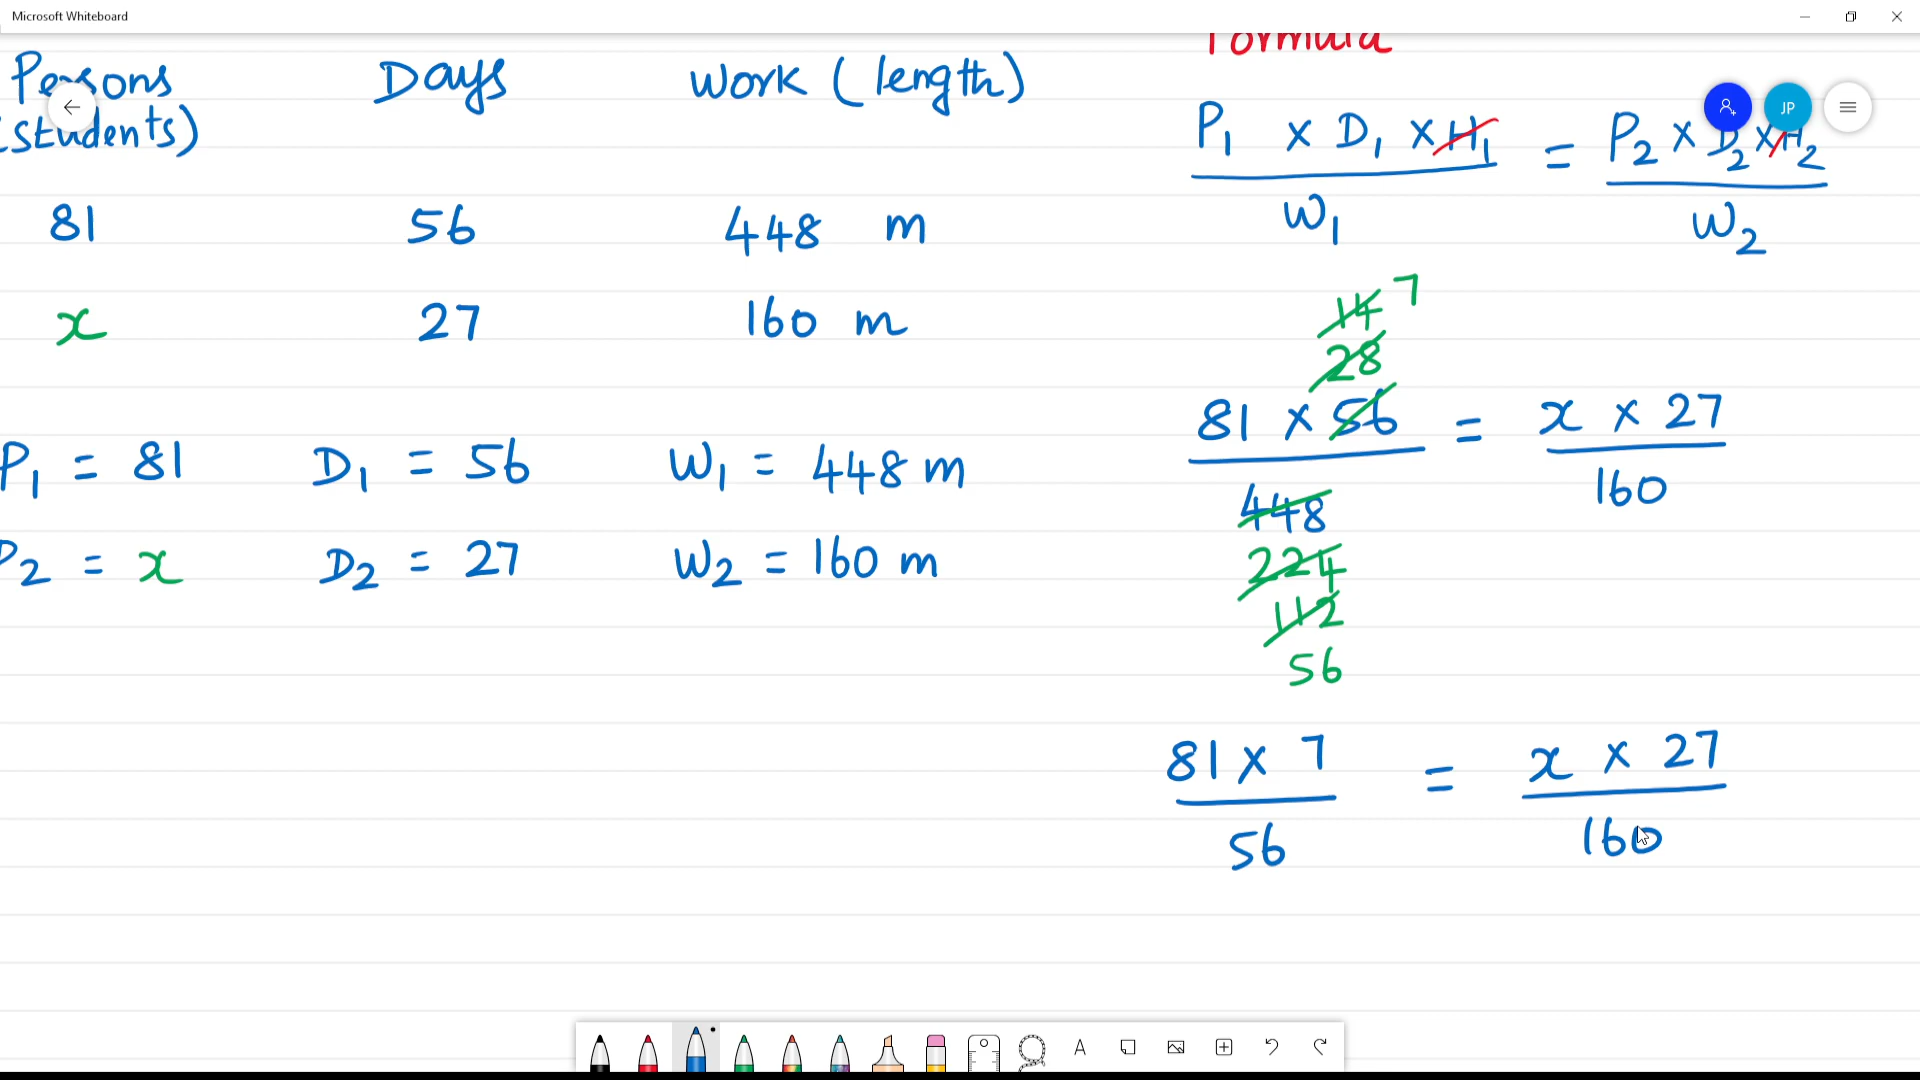 Microsoft Whiteboard
Formula
Persons Days Work (length)
(students)
JP
P1 × D1 × H1 = P2 × D2 × H2
W1 W2
81 56 448 m
x 27 160 m
14 7
28
81 × 56 = x × 27
448 160
224
112
56
P1 = 81 D1 = 56 W1 = 448 m
P2 = x D2 = 27 W2 = 160 m
81 × 7 = x × 27
56 160
A